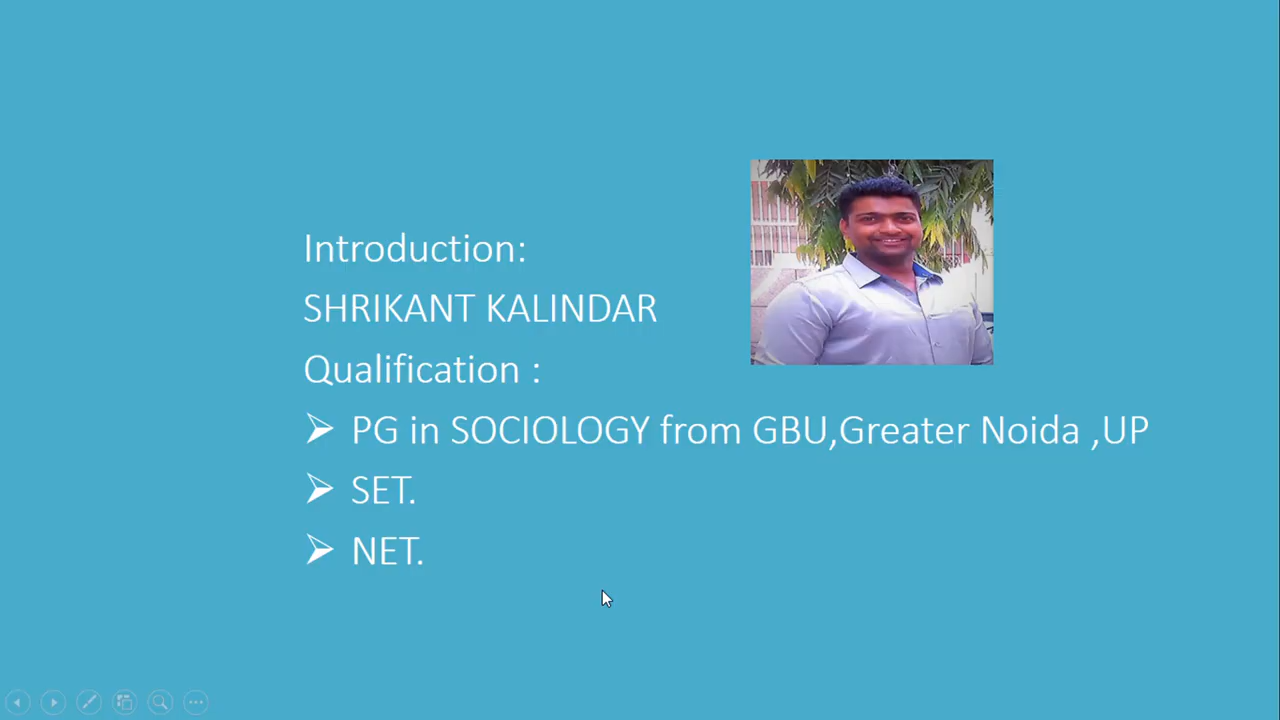 Introduction:
SHRIKANT KALINDAR
Qualification :
PG in SOCIOLOGY from GBU,Greater Noida ,UP
SET.
NET.